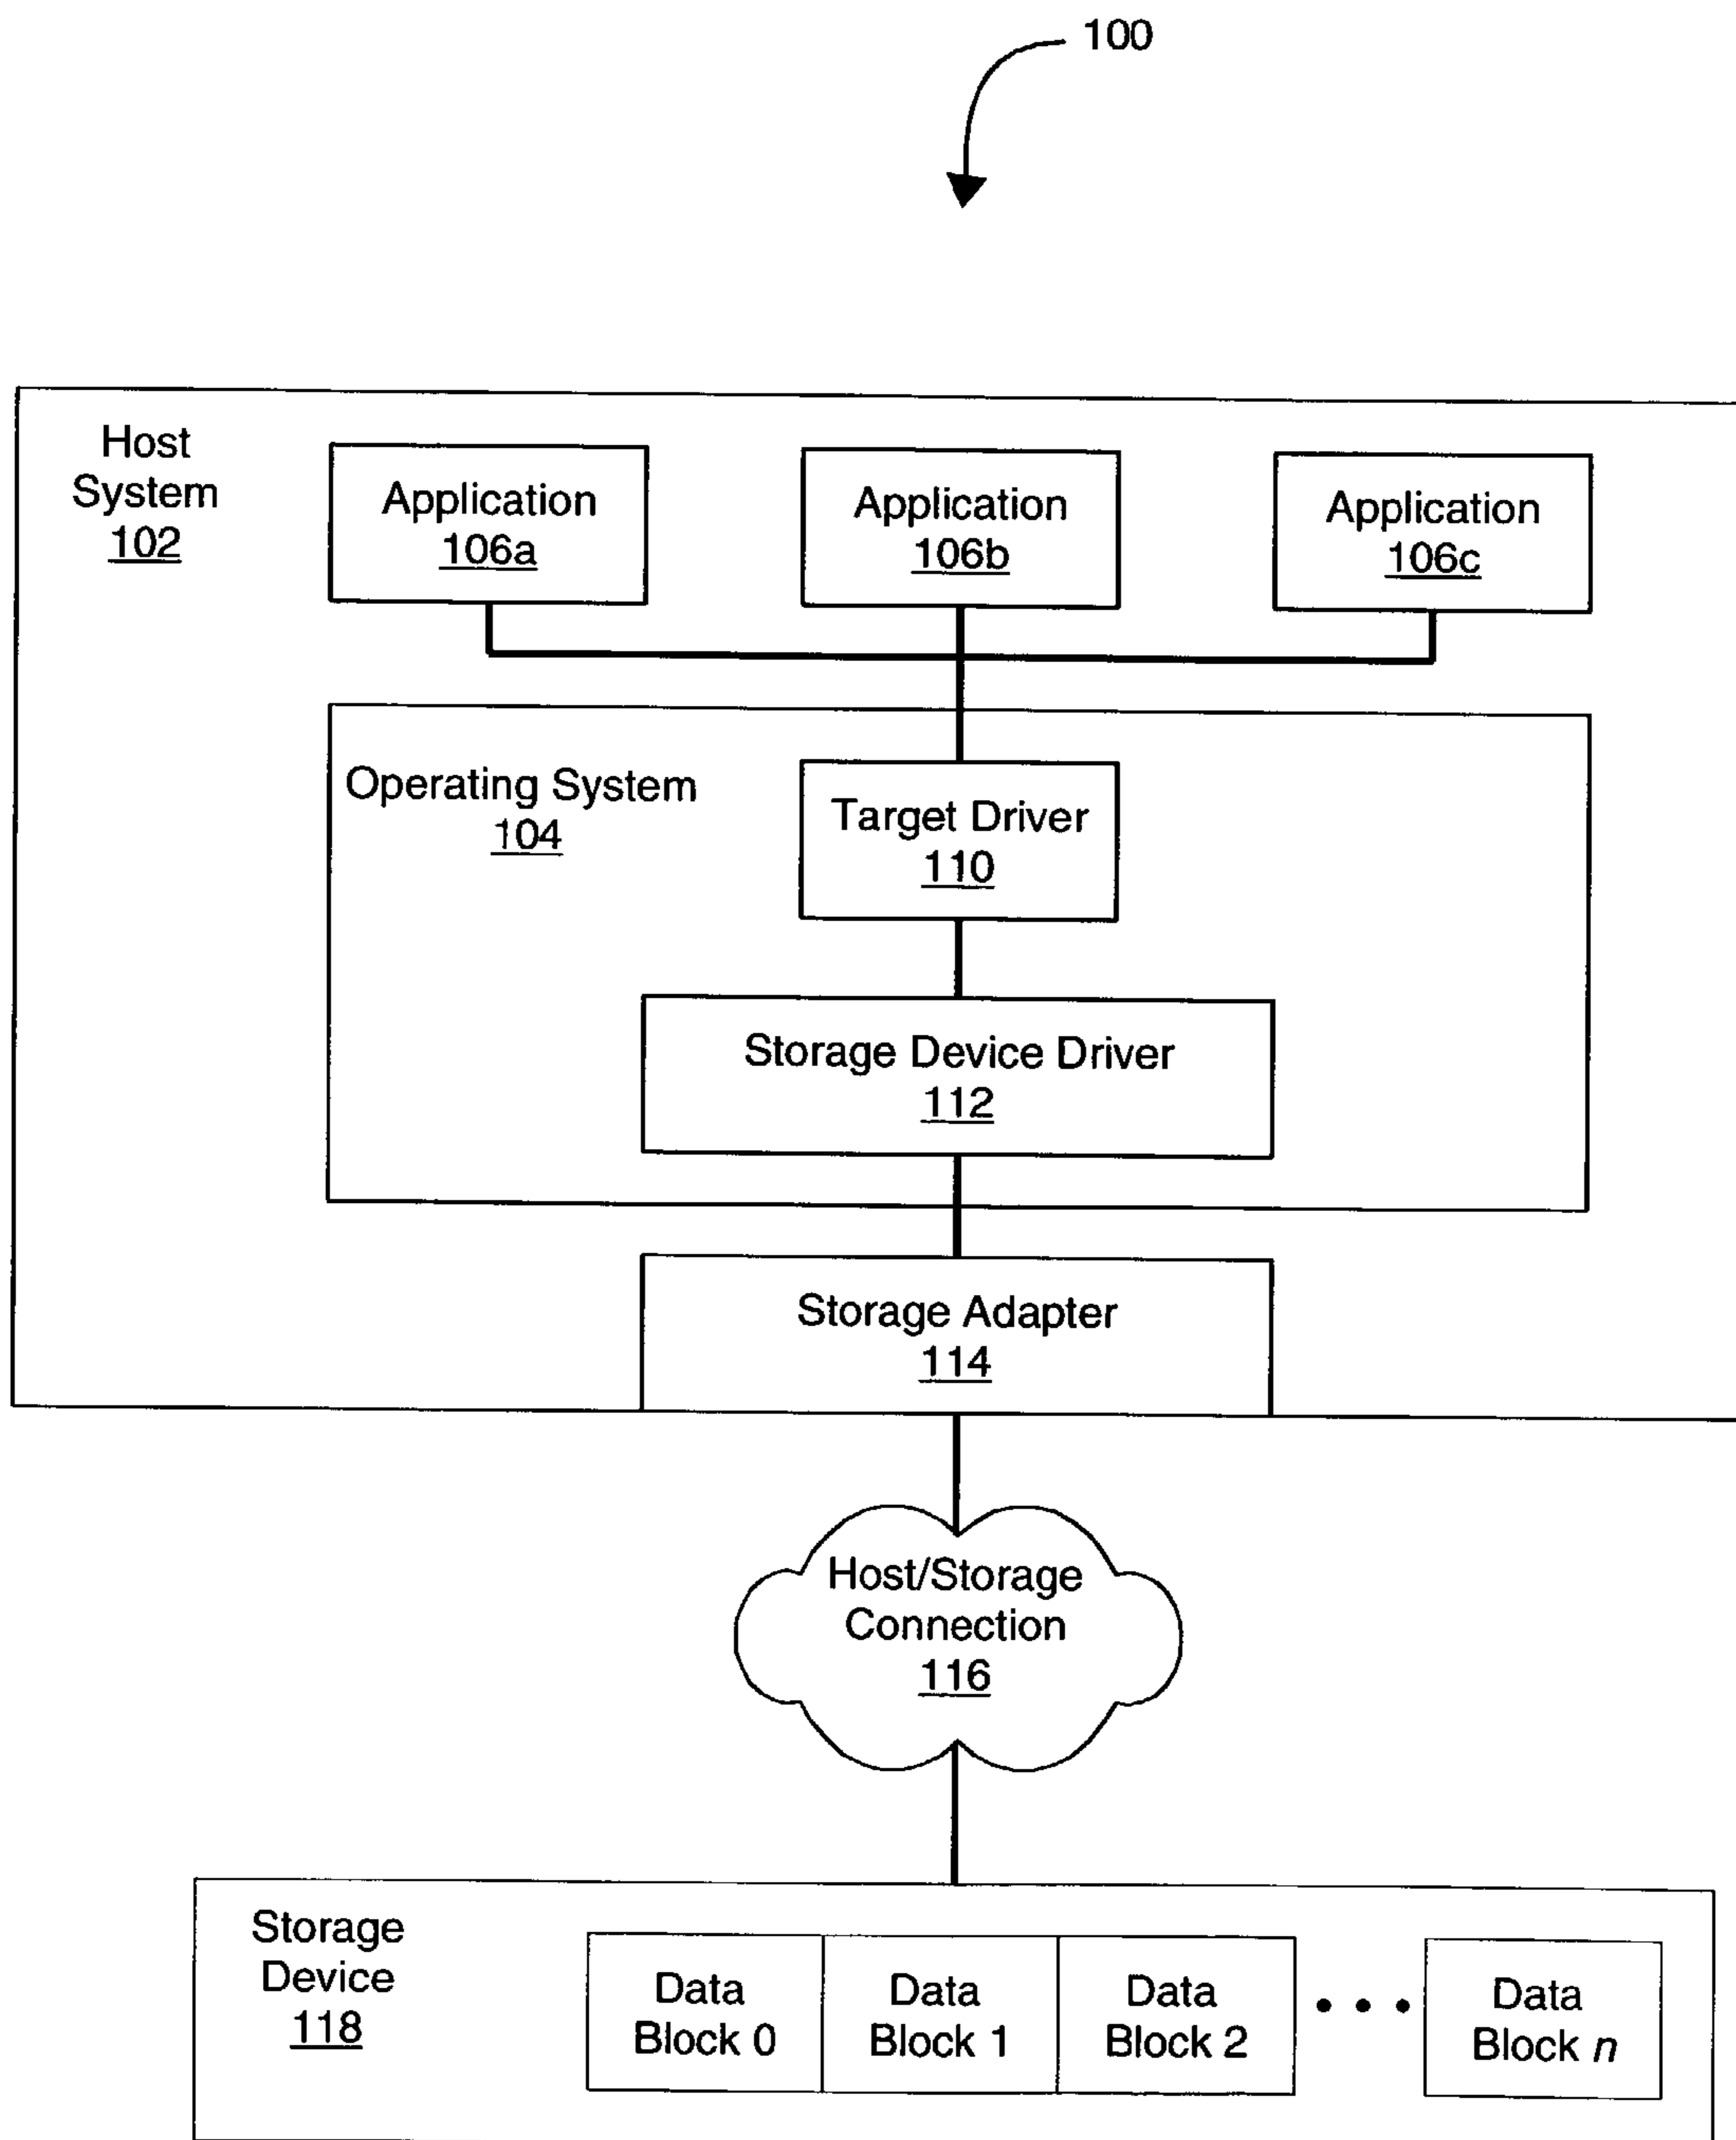 100
Host
System
102
Application
106a
Application
106b
Application
106c
Operating System
104
Target Driver
110
Storage Device Driver
112
Storage Adapter
114
Host/Storage
Connection
116
Storage
Device
118
Data
Block 0
Data
Block 1
Data
Block 2
Data
Block n